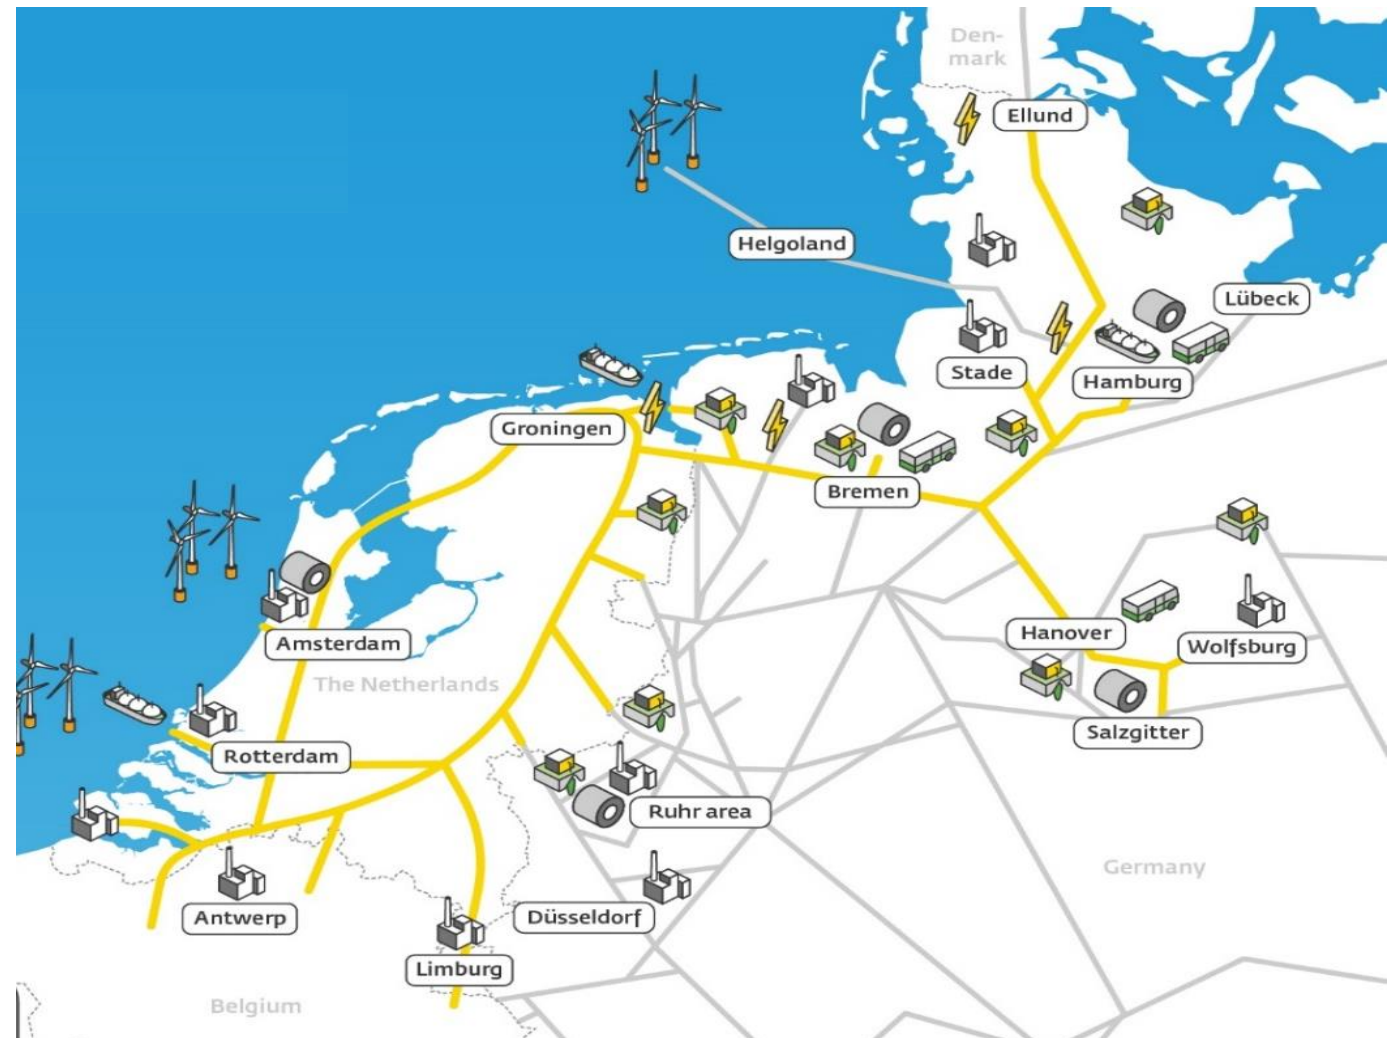 Den-
mark
Ellund
Helgoland
Lübeck
Stade
Hamburg
Groningen
Bremen
Hanover
Wolfsburg
Amsterdam
The Netherlands
Salzgitter
Rotterdam
Ruhr area
Germany
Antwerp
Düsseldorf
Limburg
Belgium